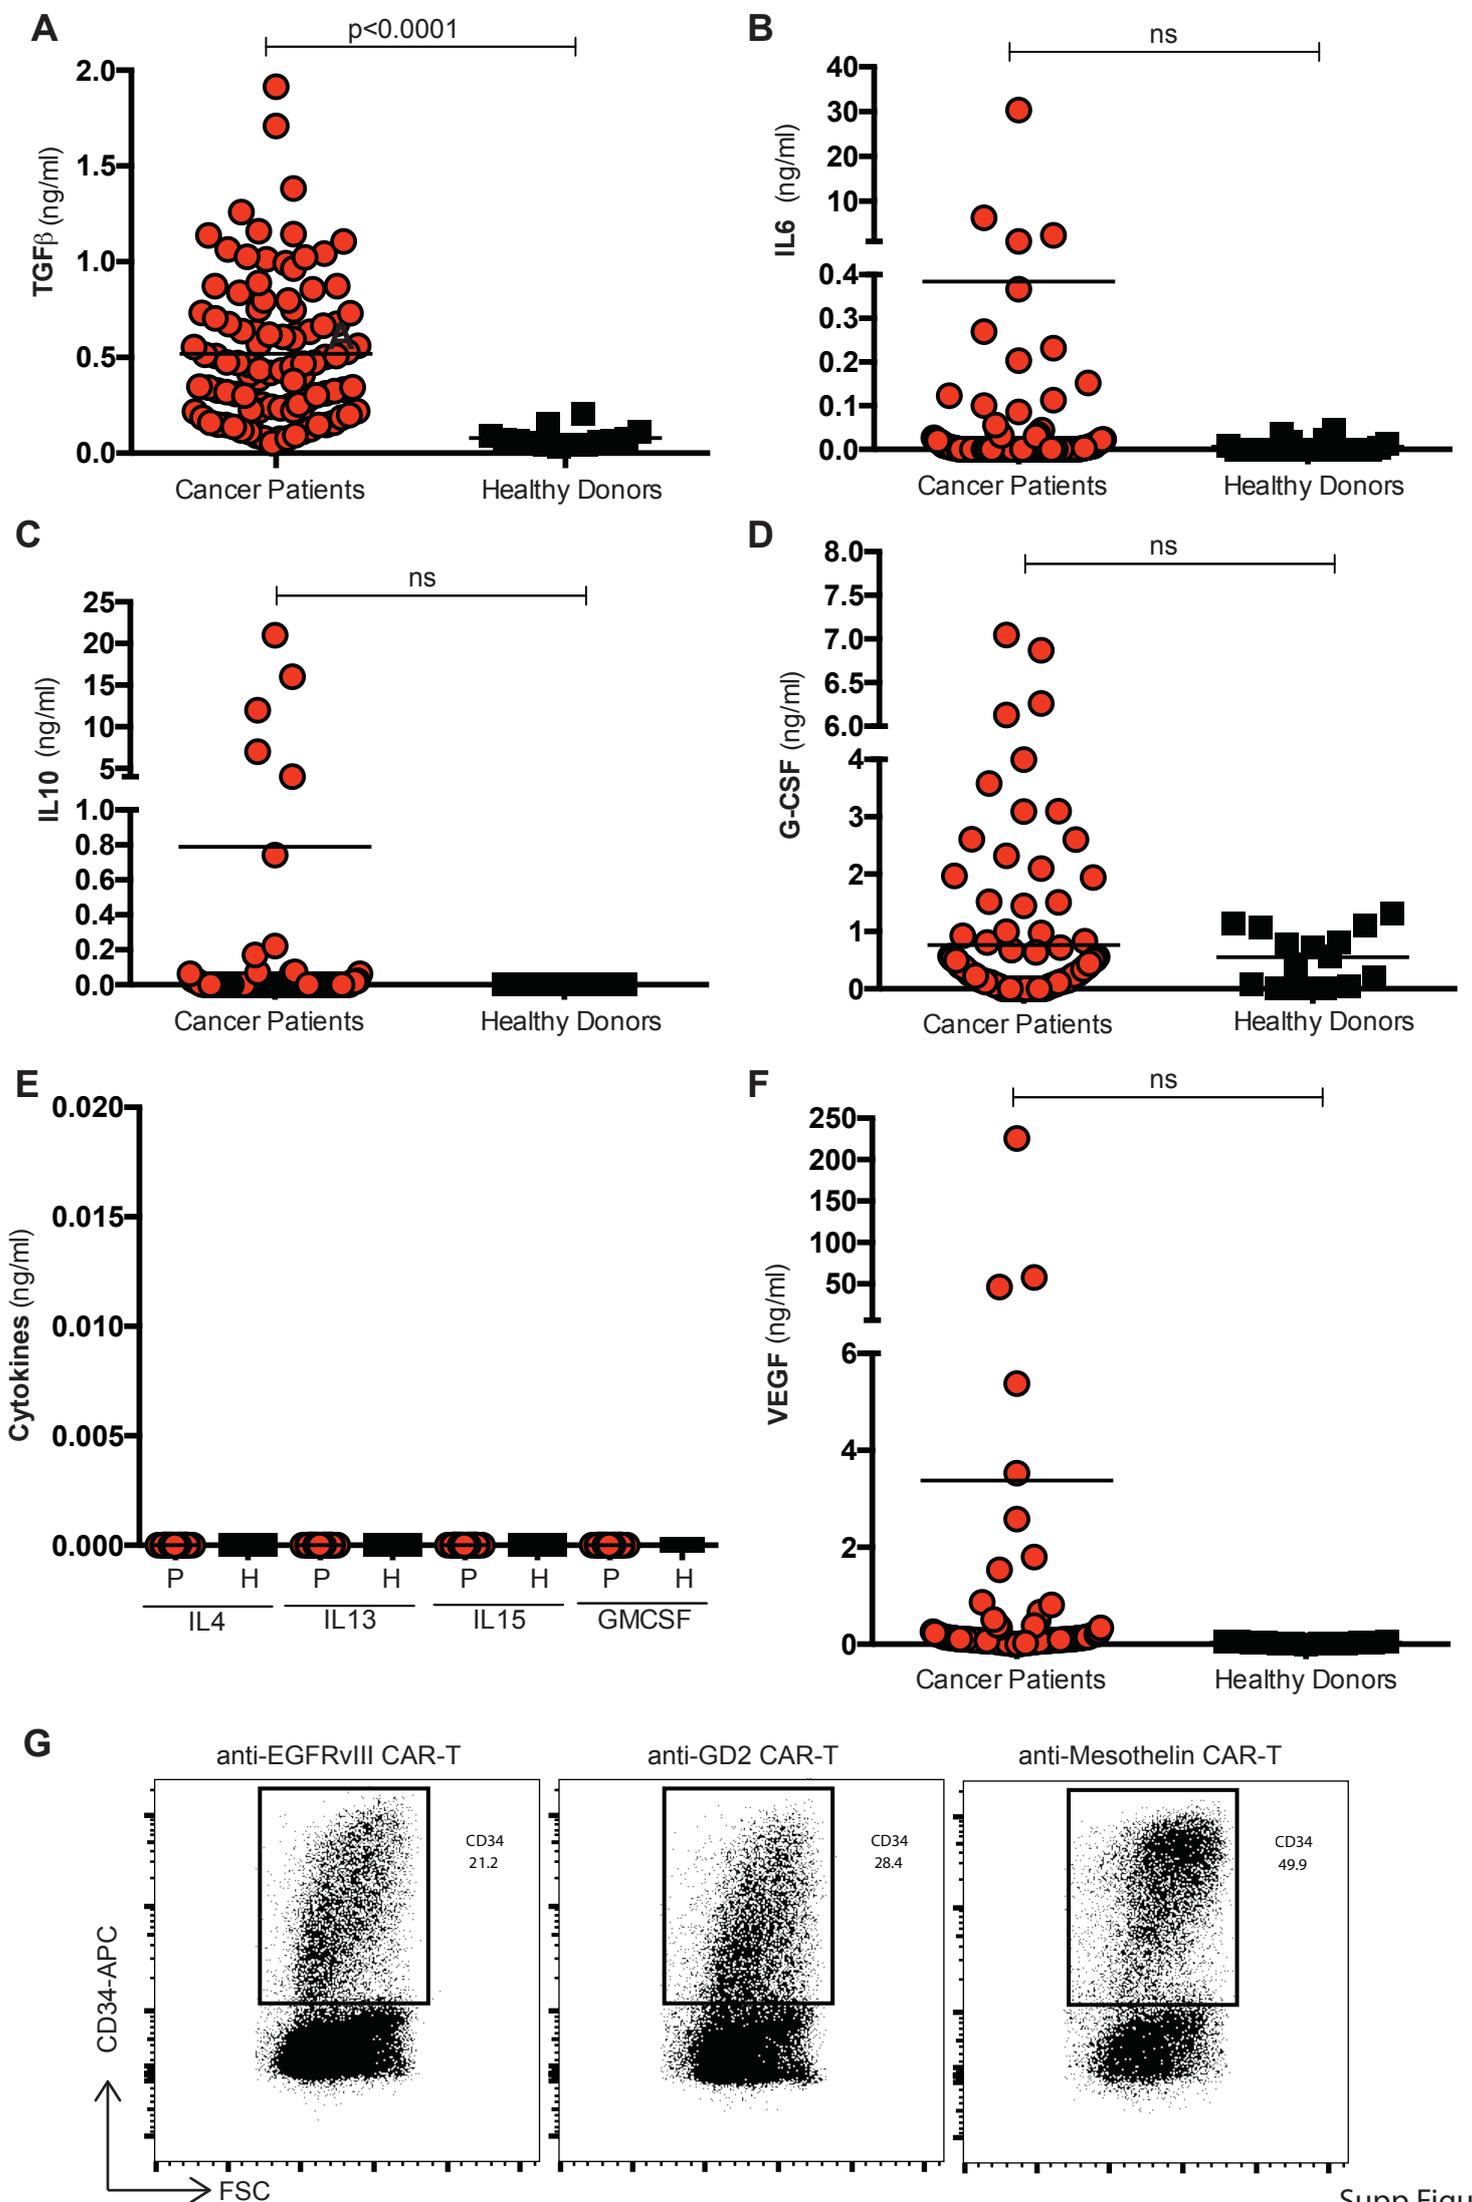 A
p<0.0001
2.0
1.5
1.0
0.5
0.0
TGFβ (ng/ml)
A
Cancer Patients
Healthy Donors
B
ns
40
30
20
10
0.4
0.3
0.2
0.1
0.0
IL6 (ng/ml)
Cancer Patients
Healthy Donors
C
ns
25
20
15
10
5
1.0
0.8
0.6
0.4
0.2
0.0
IL10 (ng/ml)
Cancer Patients
Healthy Donors
D
ns
8.0
7.5
7.0
6.5
6.0
4
3
2
1
0
G-CSF (ng/ml)
Cancer Patients
Healthy Donors
E
0.020
0.015
0.010
0.005
0.000
Cytokines (ng/ml)
P H P H P H P H
IL4 IL13 IL15 GMCSF
F
ns
250
200
150
100
50
6
4
2
0
VEGF (ng/ml)
Cancer Patients
Healthy Donors
G
anti-EGFRvIII CAR-T
CD34
21.2
anti-GD2 CAR-T
CD34
28.4
anti-Mesothelin CAR-T
CD34
49.9
CD34-APC
FSC